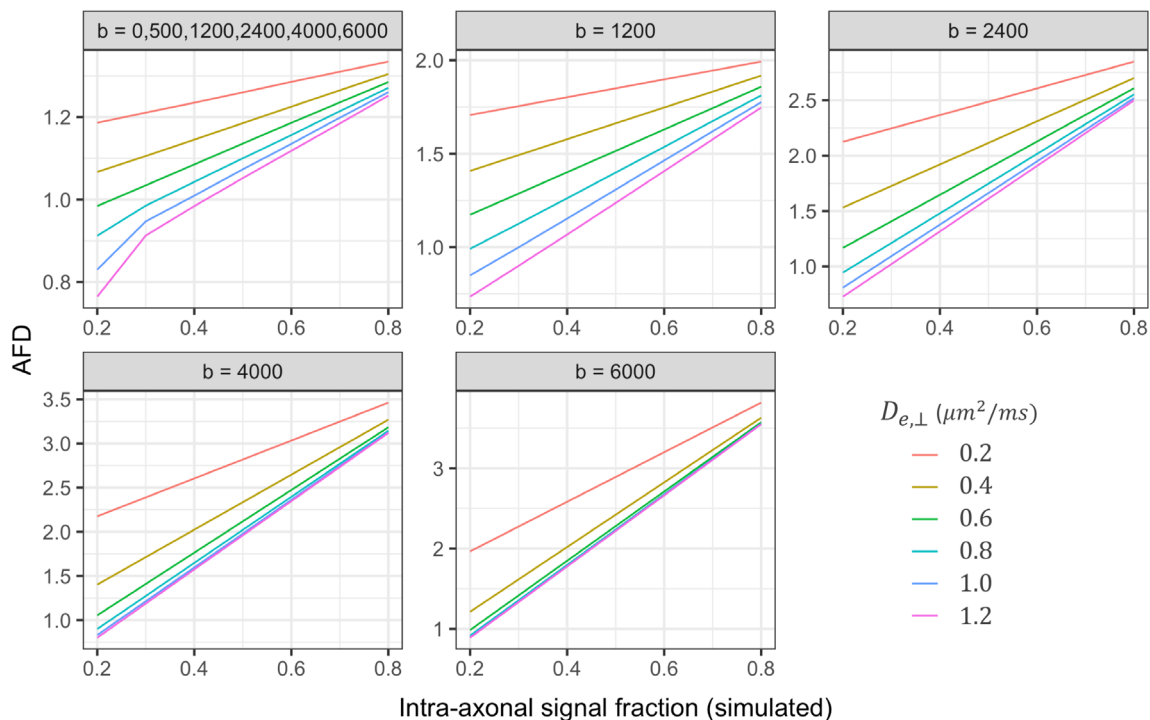 b = 0,500,1200,2400,4000,6000
b = 1200
b = 2400
1.2
1.0
0.8
2.0
1.5
1.0
2.5
2.0
1.5
1.0
0.2 0.4 0.6 0.8
0.2 0.4 0.6 0.8
0.2 0.4 0.6 0.8
AFD
b = 4000
b = 6000
3.5
3.0
2.5
2.0
1.5
1.0
3
2
1
0.2 0.4 0.6 0.8
0.2 0.4 0.6 0.8
Intra-axonal signal fraction (simulated)
D_{e,⊥} (μm²/ms)
0.2
0.4
0.6
0.8
1.0
1.2